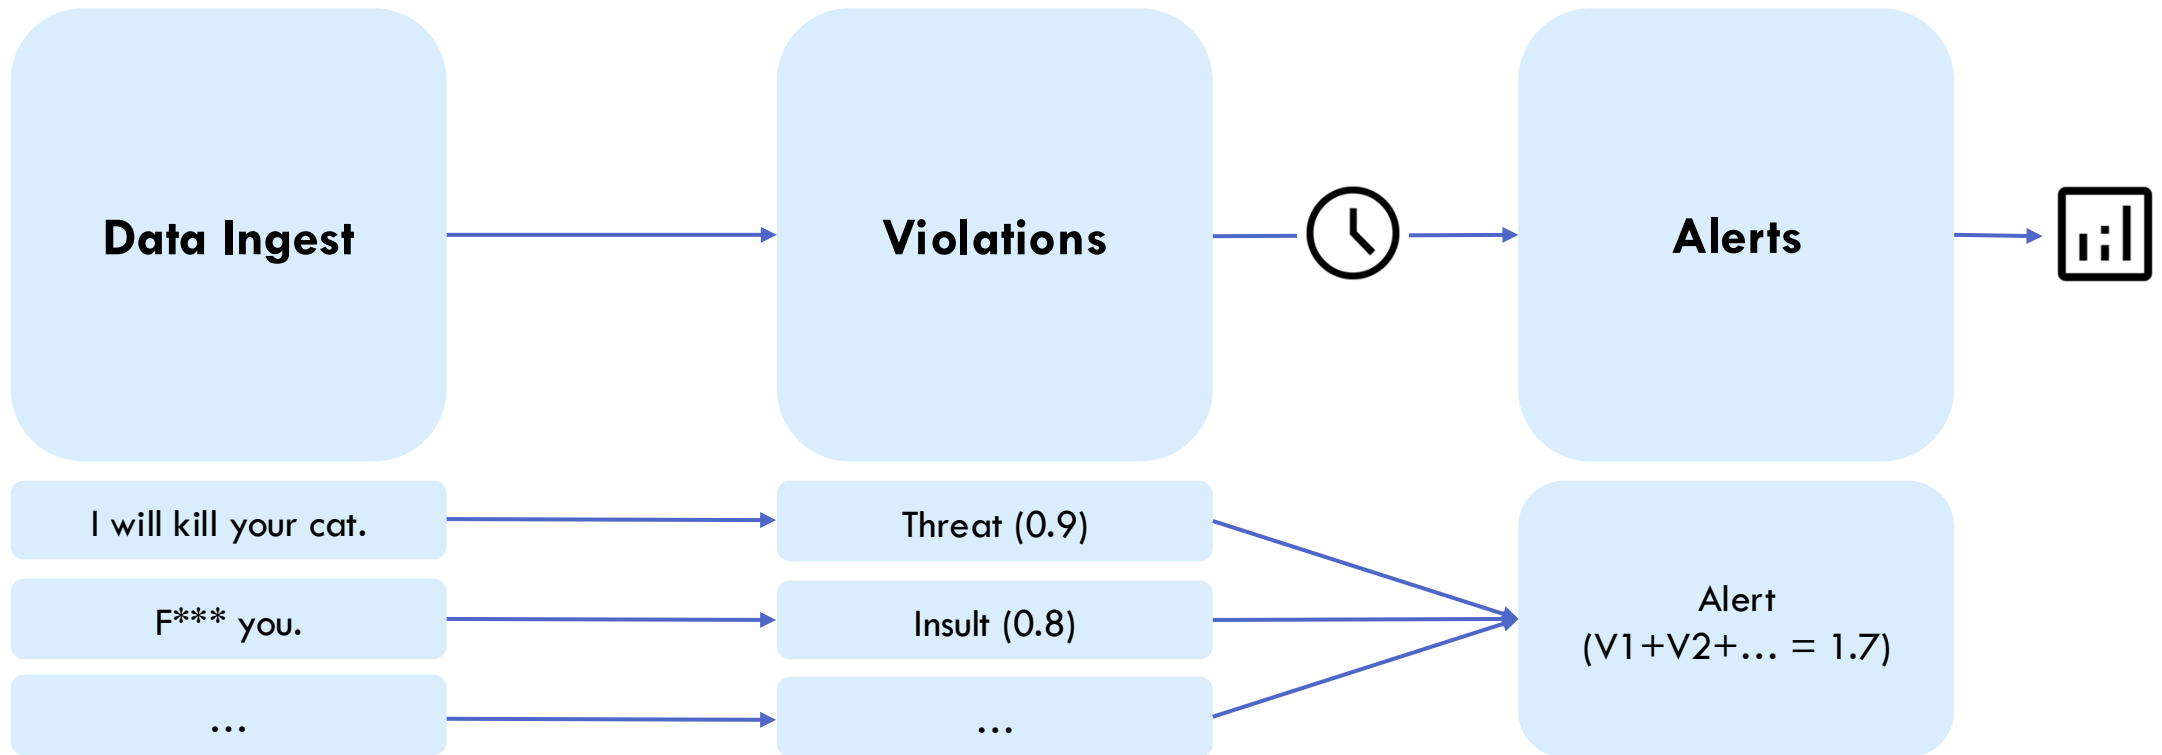 Data Ingest
Violations
Alerts
I will kill your cat.
Threat (0.9)
F*** you.
Insult (0.8)
Alert
(V1+V2+… = 1.7)
…
…